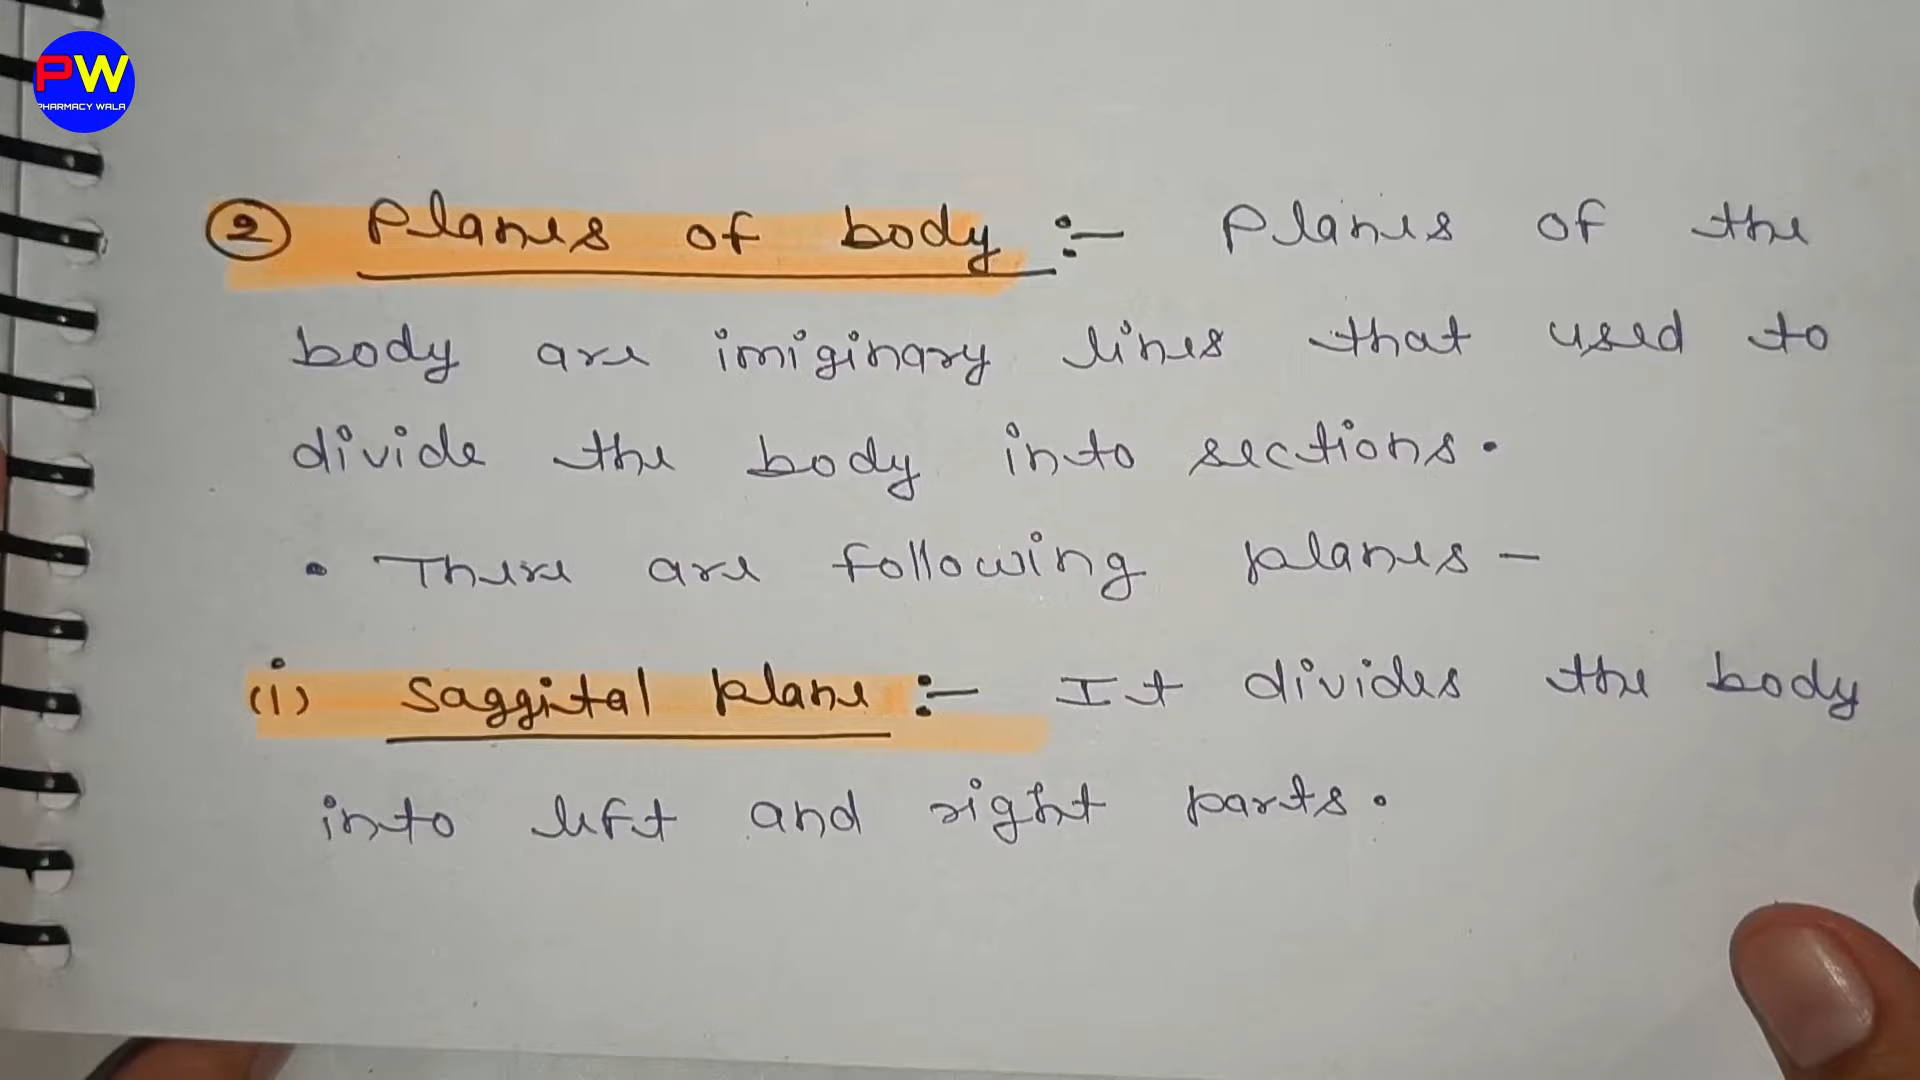 PW
PHARMACY WALA
② Planes of body :- Planes of the
body are imiginary lines that used to
divide the body into sections.
• There are following planes -
(i) Saggital plane :- It divides the body
into left and right parts.